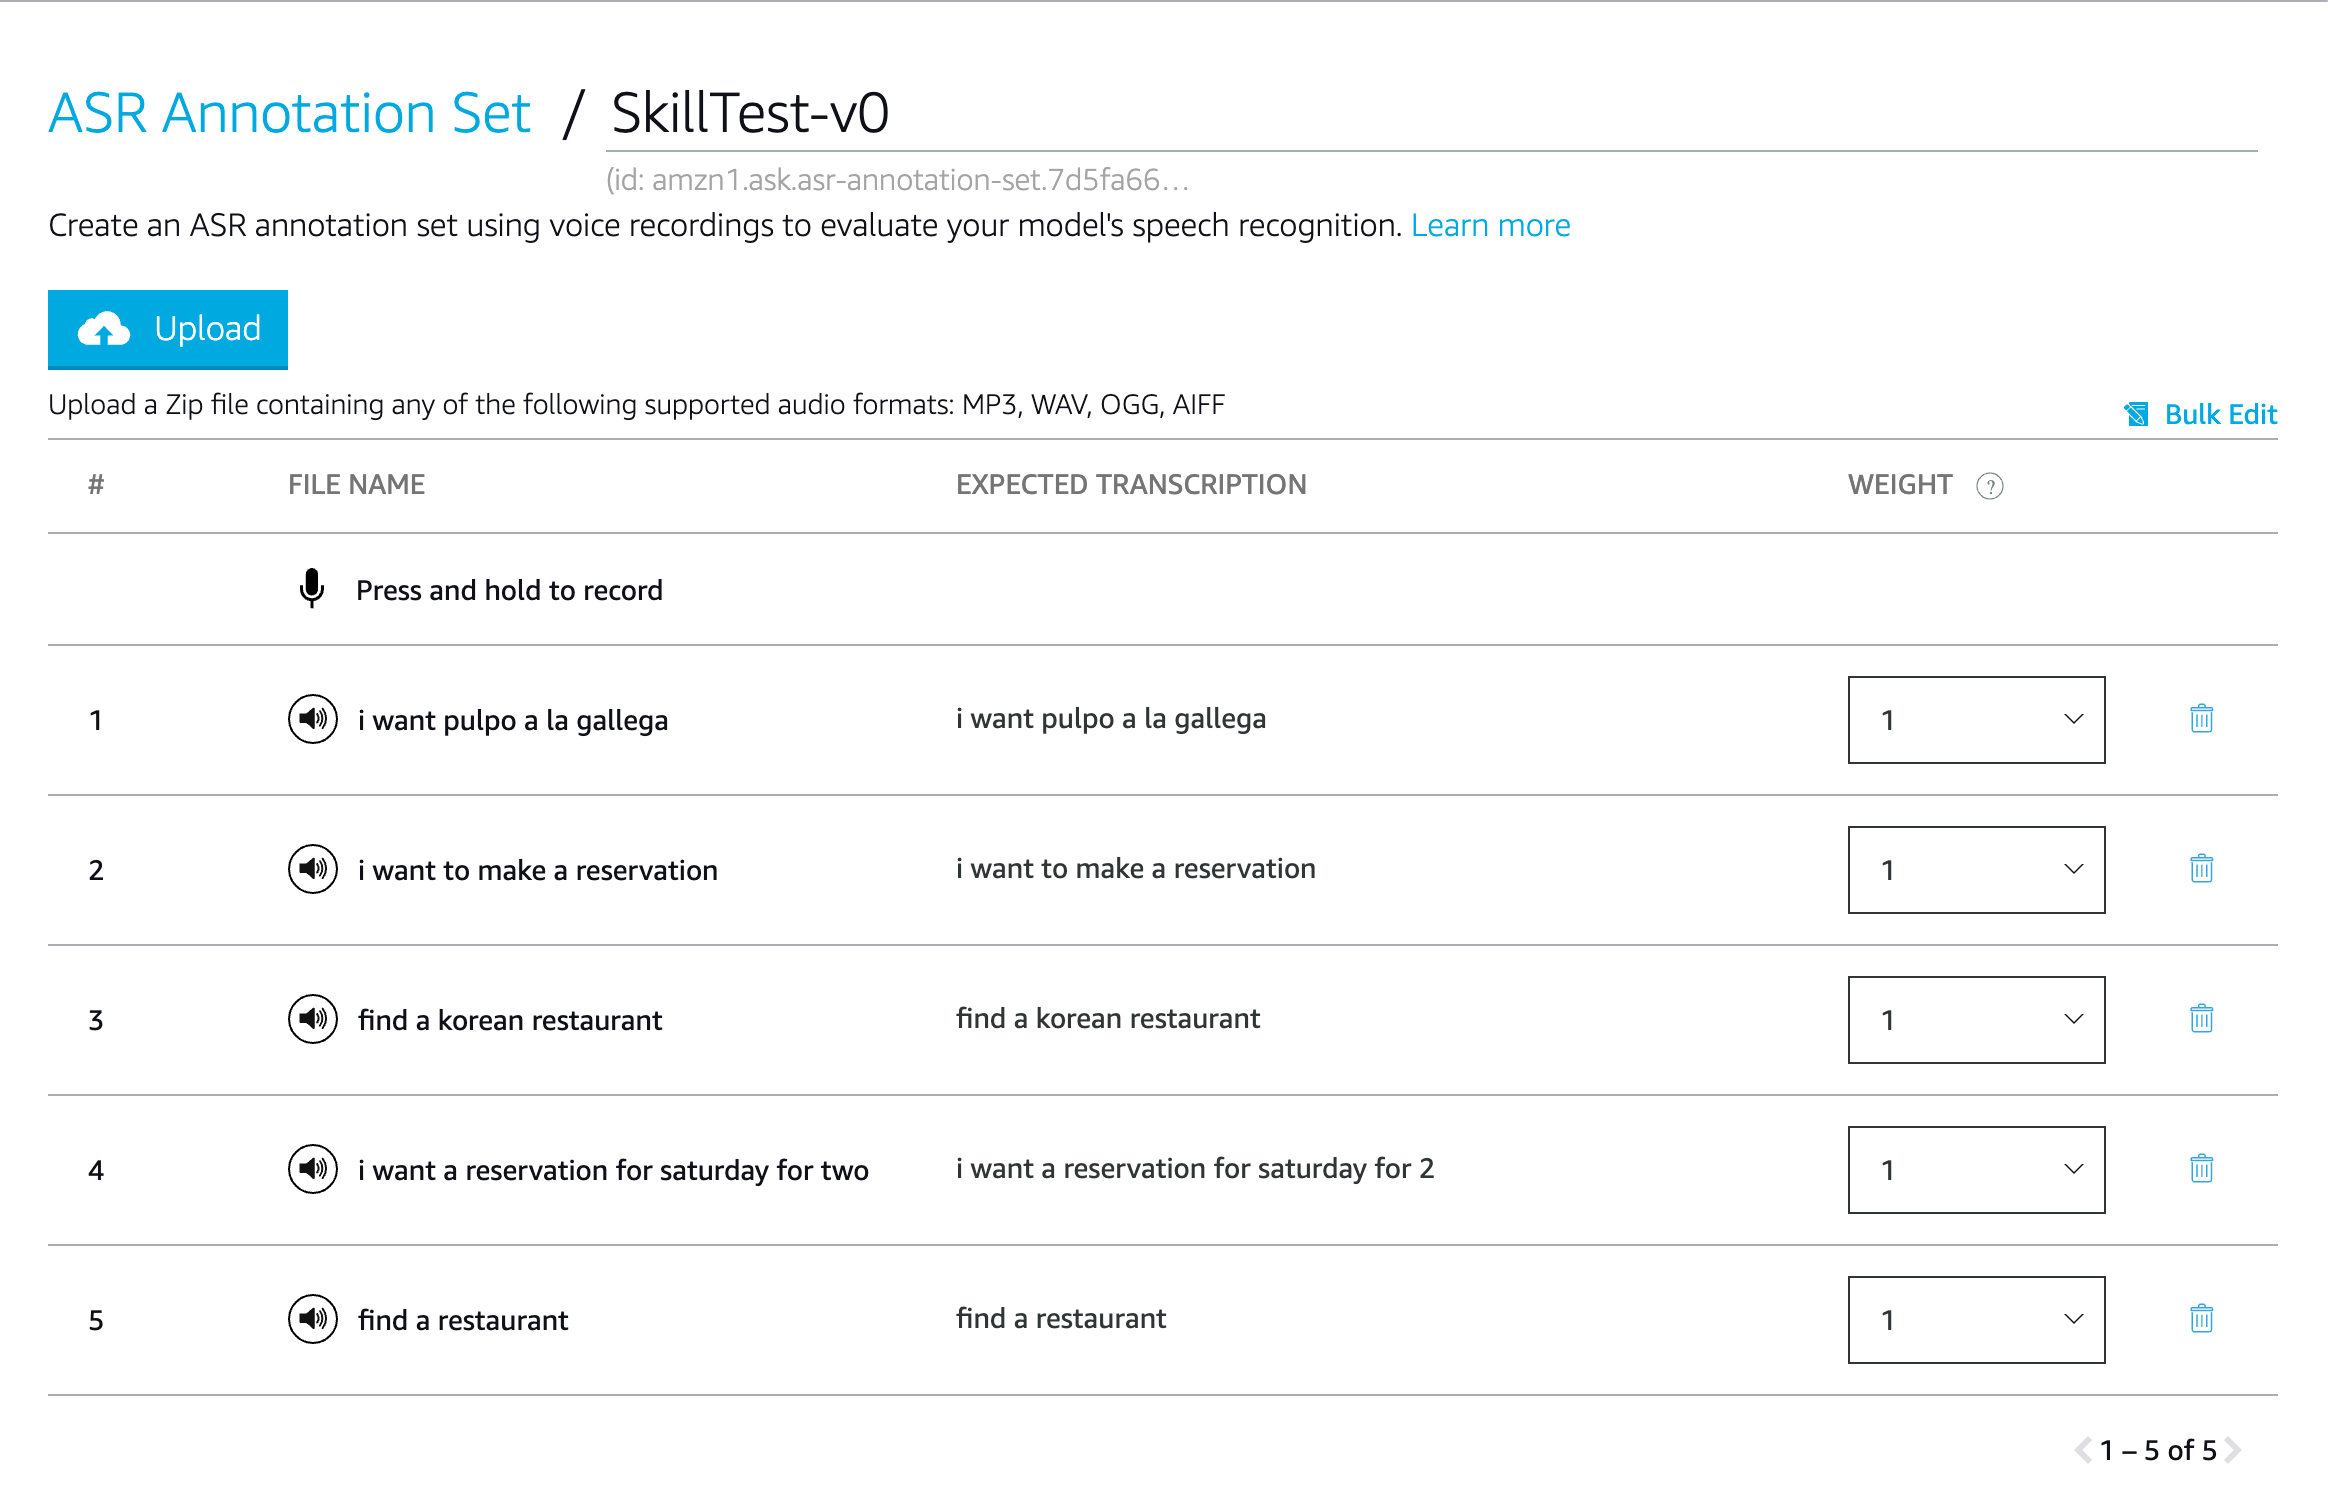 ASR Annotation Set / SkillTest-v0
(id: amzn1.ask.asr-annotation-set.7d5fa66...
Create an ASR annotation set using voice recordings to evaluate your model's speech recognition. Learn more
Upload
Upload a Zip file containing any of the following supported audio formats: MP3, WAV, OGG, AIFF
Bulk Edit
# FILE NAME EXPECTED TRANSCRIPTION WEIGHT ?
Press and hold to record
1 i want pulpo a la gallega i want pulpo a la gallega 1
2 i want to make a reservation i want to make a reservation 1
3 find a korean restaurant find a korean restaurant 1
4 i want a reservation for saturday for two i want a reservation for saturday for 2 1
5 find a restaurant find a restaurant 1
1 – 5 of 5